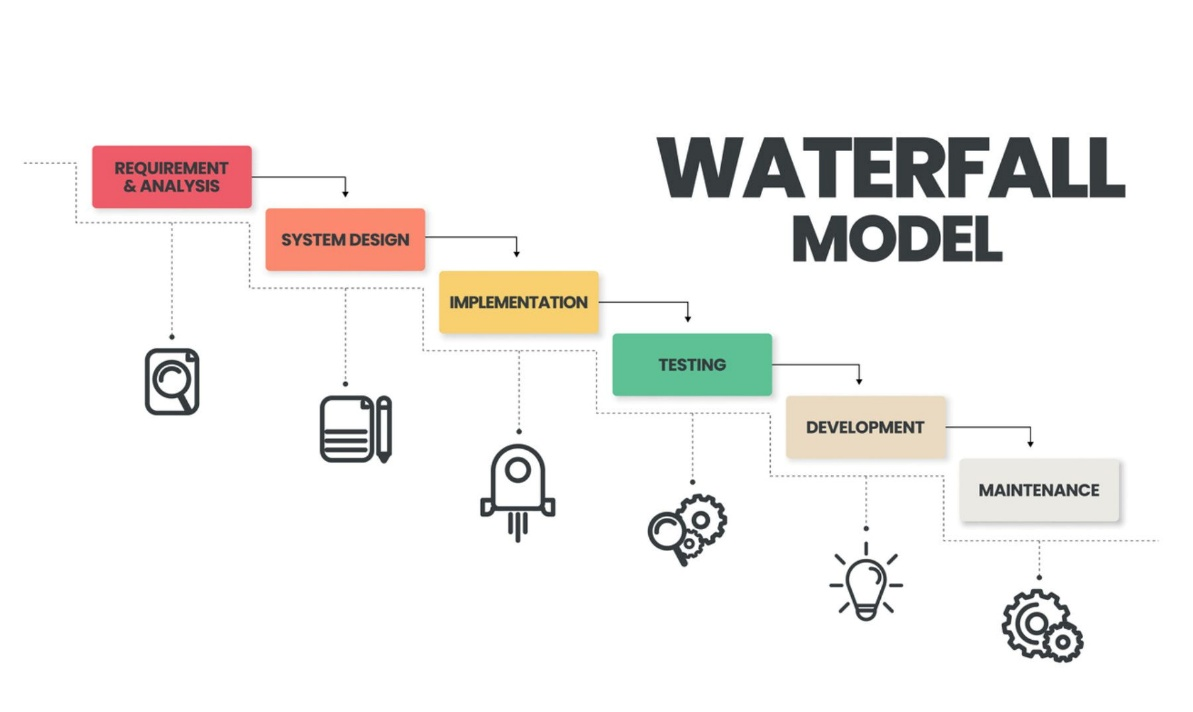 WATERFALL
MODEL
REQUIREMENT
& ANALYSIS
SYSTEM DESIGN
IMPLEMENTATION
TESTING
DEVELOPMENT
MAINTENANCE